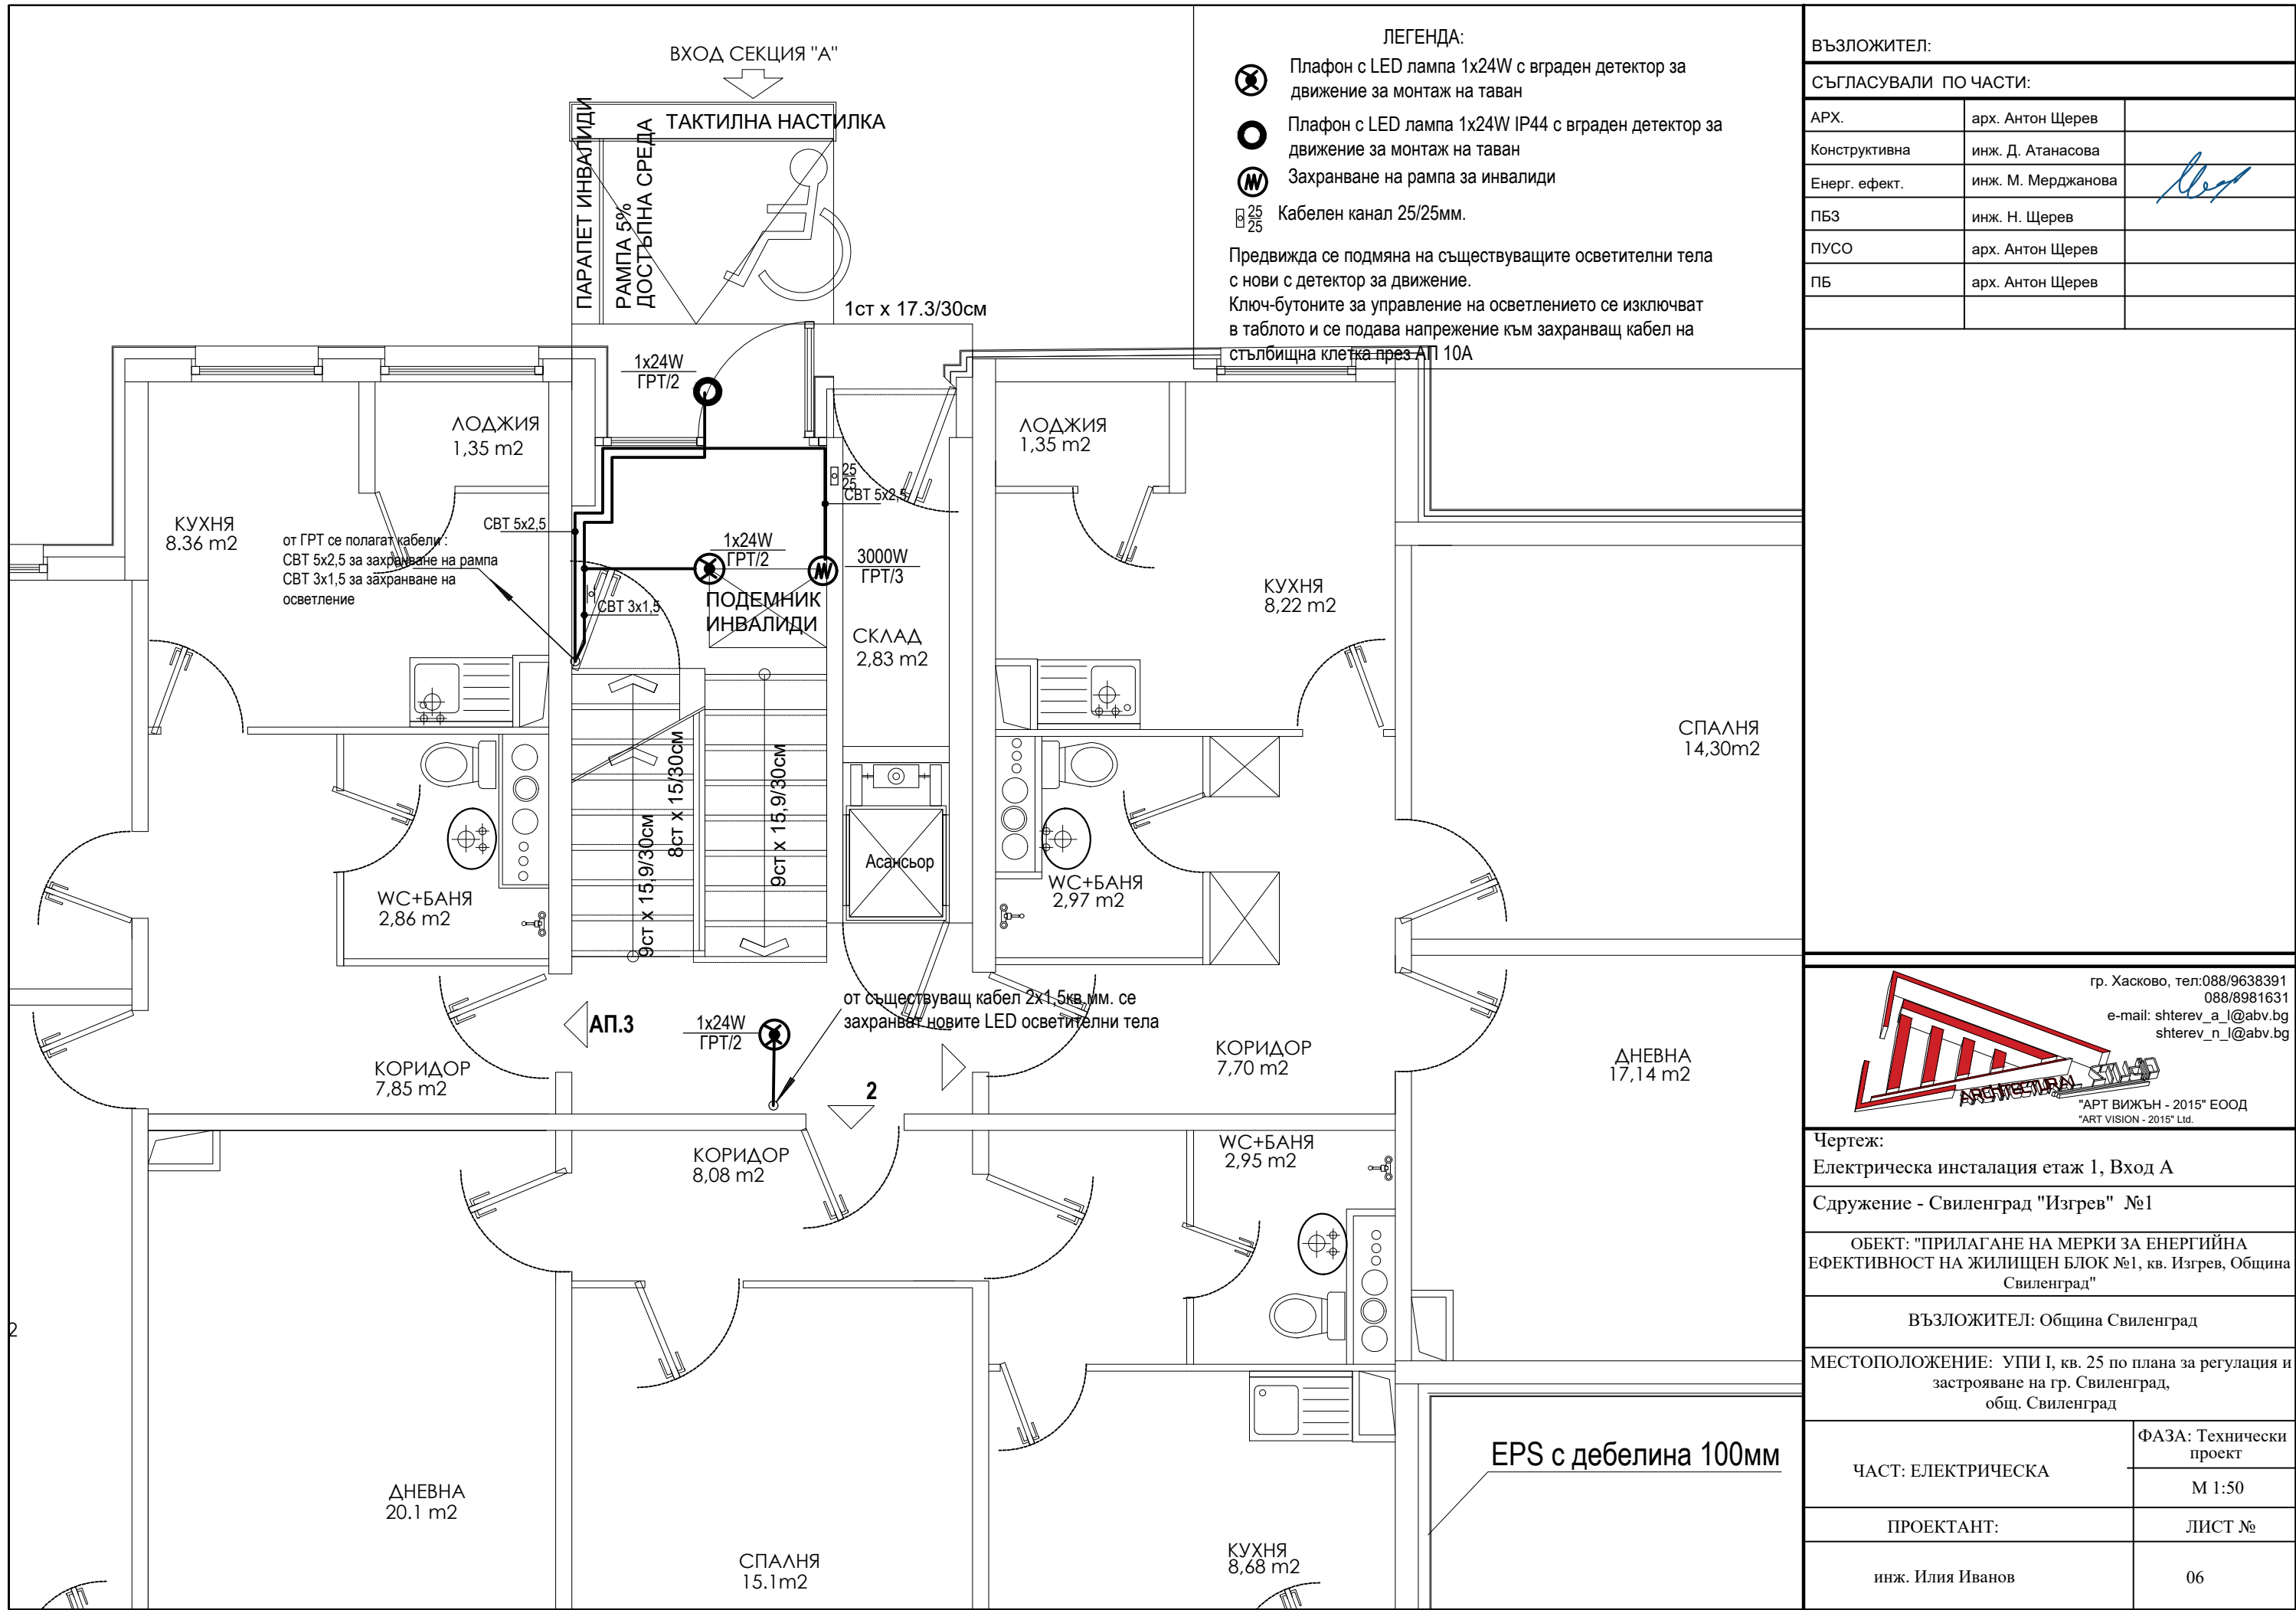 ВХОД СЕКЦИЯ "А"
ТАКТИЛНА НАСТИЛКА
ПАРАПЕТ ИНВАЛИДИ
РАМПА 5%
ДОСТЪПНА СРЕДА
1ст x 17.3/30см
ЛЕГЕНДА:
Плафон с LED лампа 1x24W с вграден детектор за
движение за монтаж на таван
Плафон с LED лампа 1x24W IP44 с вграден детектор за
движение за монтаж на таван
Захранване на рампа за инвалиди
25
25
Кабелен канал 25/25мм.
Предвижда се подмяна на съществуващите осветителни тела
с нови с детектор за движение.
Ключ-бутоните за управление на осветлението се изключват
в таблото и се подава напрежение към захранващ кабел на
стълбищна клетка през АП 10А
1x24W
ГРТ/2
ЛОДЖИЯ
1,35 m2
ЛОДЖИЯ
1,35 m2
25
25
СВТ 5x2,5
СВТ 5x2,5
КУХНЯ
8.36 m2
от ГРТ се полагат кабели :
СВТ 5x2,5 за захранване на рампа
СВТ 3x1,5 за захранване на
осветление
1x24W
ГРТ/2
3000W
ГРТ/3
СВТ 3x1,5
ПОДЕМНИК
ИНВАЛИДИ
СКЛАД
2,83 m2
КУХНЯ
8,22 m2
СПАЛНЯ
14,30m2
9ст x 15,9/30см
8ст x 15/30см
9ст x 15,9/30см
Асансьор
WC+БАНЯ
2,86 m2
WC+БАНЯ
2,97 m2
от съществуващ кабел 2x1,5кв.мм. се
захранват новите LED осветителни тела
АП.3
1x24W
ГРТ/2
2
КОРИДОР
7,85 m2
КОРИДОР
7,70 m2
ДНЕВНА
17,14 m2
КОРИДОР
8,08 m2
WC+БАНЯ
2,95 m2
2
ДНЕВНА
20.1 m2
СПАЛНЯ
15.1m2
КУХНЯ
8,68 m2
EPS с дебелина 100мм
ВЪЗЛОЖИТЕЛ:
СЪГЛАСУВАЛИ ПО ЧАСТИ:
АРХ. арх. Антон Щерев
Конструктивна инж. Д. Атанасова
Енерг. ефект. инж. М. Мерджанова
ПБЗ инж. Н. Щерев
ПУСО арх. Антон Щерев
ПБ арх. Антон Щерев
гр. Хасково, тел:088/9638391
088/8981631
e-mail: shterev_a_l@abv.bg
shterev_n_l@abv.bg
ARCHITECTURAL STUDIO
"АРТ ВИЖЪН - 2015" ЕООД
"ART VISION - 2015" Ltd.
Чертеж:
Електрическа инсталация етаж 1, Вход А
Сдружение - Свиленград "Изгрев" №1
ОБЕКТ: "ПРИЛАГАНЕ НА МЕРКИ ЗА ЕНЕРГИЙНА
ЕФЕКТИВНОСТ НА ЖИЛИЩЕН БЛОК №1, кв. Изгрев, Община
Свиленград"
ВЪЗЛОЖИТЕЛ: Община Свиленград
МЕСТОПОЛОЖЕНИЕ: УПИ I, кв. 25 по плана за регулация и
застрояване на гр. Свиленград,
общ. Свиленград
ЧАСТ: ЕЛЕКТРИЧЕСКА
ФАЗА: Технически
проект
М 1:50
ПРОЕКТАНТ:
ЛИСТ №
инж. Илия Иванов
06